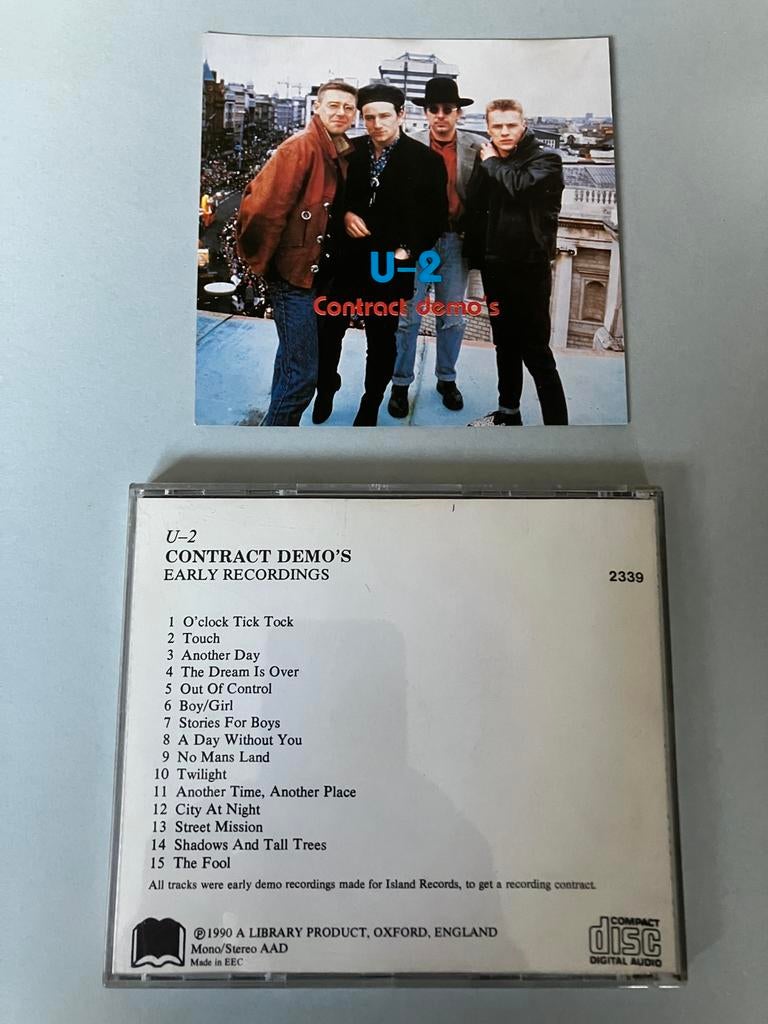 U-2
Contract demo's
U-2
CONTRACT DEMO'S
EARLY RECORDINGS
2339
1 O'clock Tick Tock
2 Touch
3 Another Day
4 The Dream Is Over
5 Out Of Control
6 Boy/Girl
7 Stories For Boys
8 A Day Without You
9 No Mans Land
10 Twilight
11 Another Time, Another Place
12 City At Night
13 Street Mission
14 Shadows And Tall Trees
15 The Fool
All tracks were early demo recordings made for Island Records, to get a recording contract.
℗1990 A LIBRARY PRODUCT, OXFORD, ENGLAND
Mono/Stereo AAD
Made in EEC
COMPACT
disc
DIGITAL AUDIO